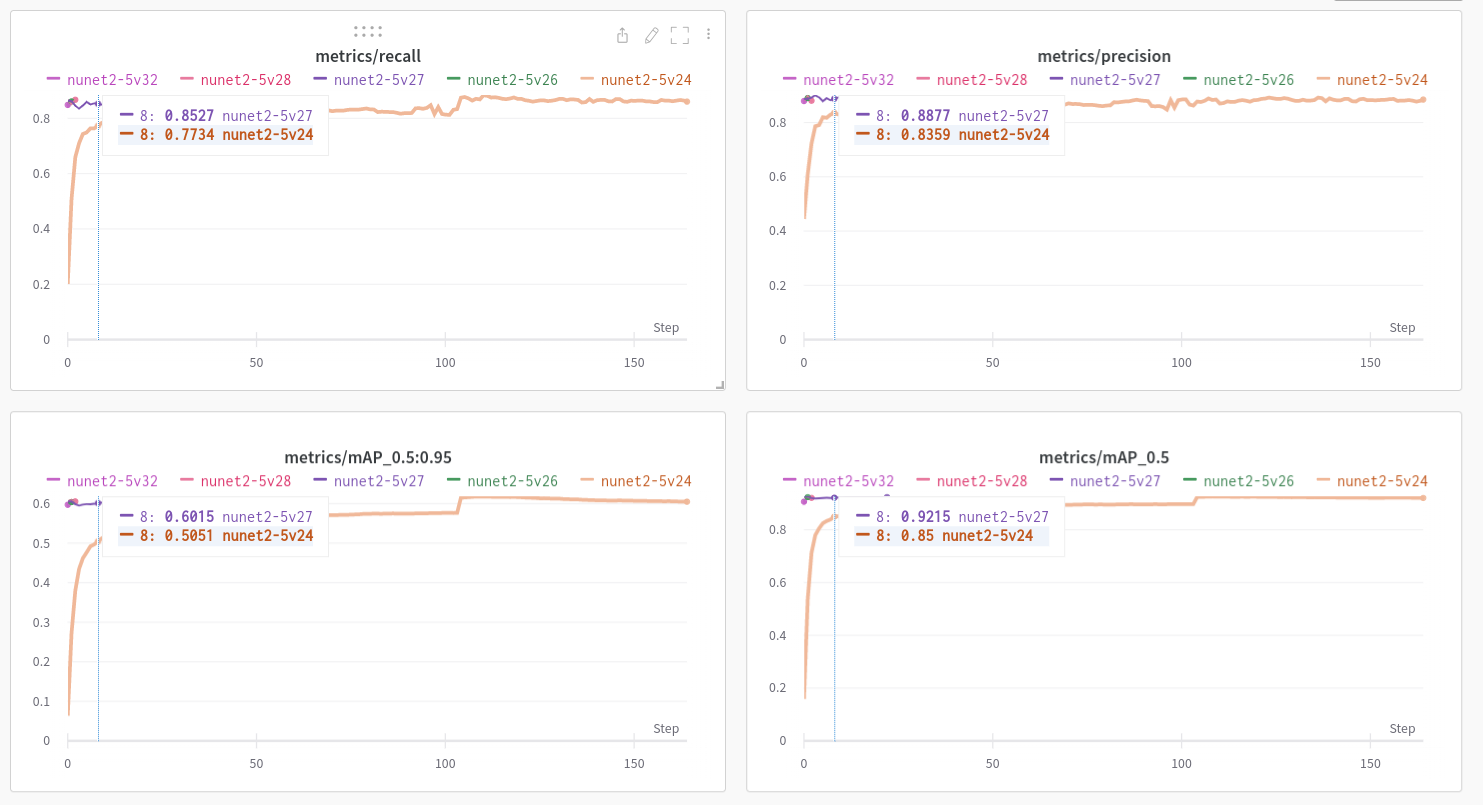 metrics/recall
nunet2-5v32 nunet2-5v28 nunet2-5v27 nunet2-5v26 nunet2-5v24
8: 0.8527 nunet2-5v27
8: 0.7734 nunet2-5v24
0.8
0.6
0.4
0.2
0
Step
0 50 100 150
metrics/precision
nunet2-5v32 nunet2-5v28 nunet2-5v27 nunet2-5v26 nunet2-5v24
8: 0.8877 nunet2-5v27
8: 0.8359 nunet2-5v24
0.8
0.6
0.4
0.2
0
Step
0 50 100 150
metrics/mAP_0.5:0.95
nunet2-5v32 nunet2-5v28 nunet2-5v27 nunet2-5v26 nunet2-5v24
8: 0.6015 nunet2-5v27
8: 0.5051 nunet2-5v24
0.6
0.5
0.4
0.3
0.2
0.1
0
Step
0 50 100 150
metrics/mAP_0.5
nunet2-5v32 nunet2-5v28 nunet2-5v27 nunet2-5v26 nunet2-5v24
8: 0.9215 nunet2-5v27
8: 0.85 nunet2-5v24
0.8
0.6
0.4
0.2
0
Step
0 50 100 150